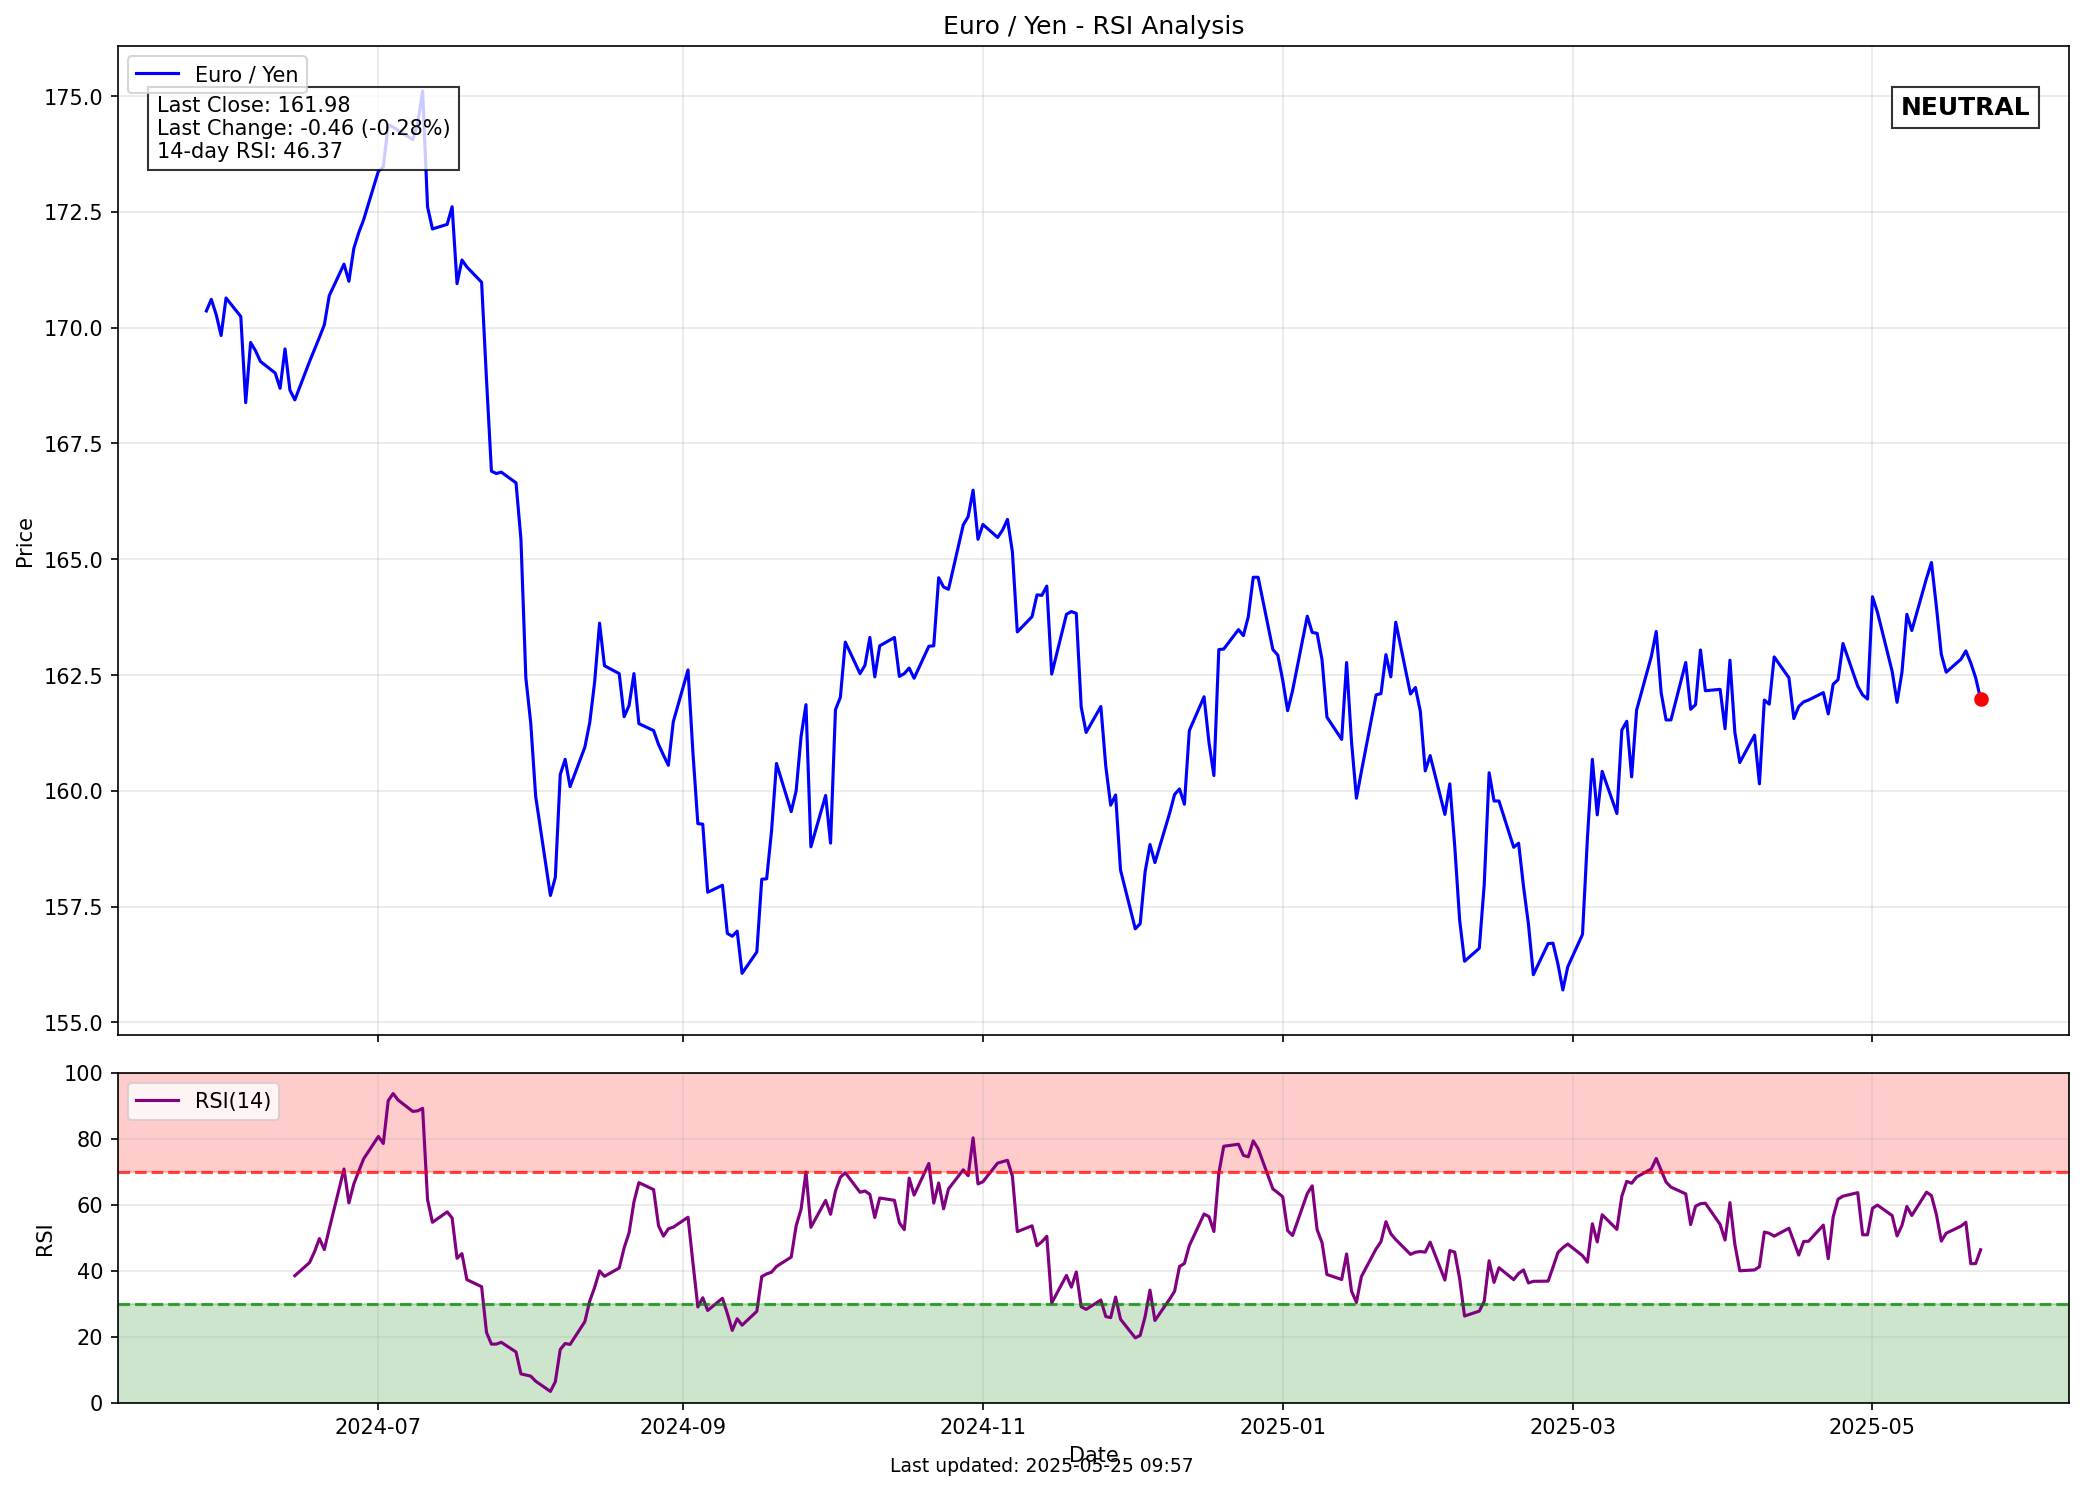 Euro / Yen - RSI Analysis
Euro / Yen
Last Close: 161.98
Last Change: -0.46 (-0.28%)
14-day RSI: 46.37
NEUTRAL
Price
175.0
172.5
170.0
167.5
165.0
162.5
160.0
157.5
155.0
RSI(14)
RSI
100
80
60
40
20
0
2024-07
2024-09
2024-11
2025-01
2025-03
2025-05
Date
Last updated: 2025-05-25 09:57